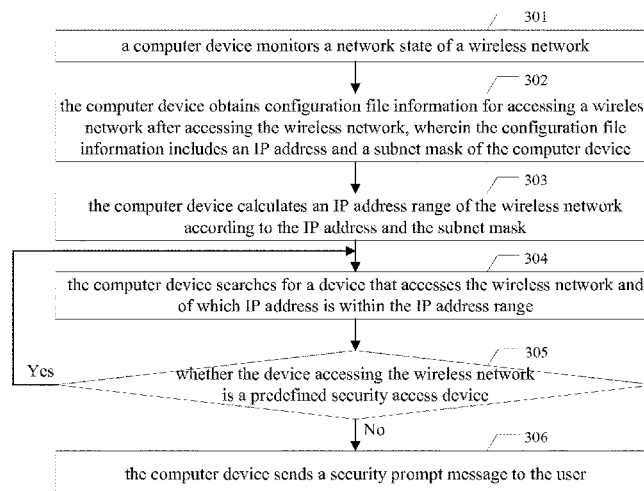 301
a computer device monitors a network state of a wireless network
302
the computer device obtains configuration file information for accessing a wireless
network after accessing the wireless network, wherein the configuration file
information includes an IP address and a subnet mask of the computer device
303
the computer device calculates an IP address range of the wireless network
according to the IP address and the subnet mask
304
the computer device searches for a device that accesses the wireless network and
of which IP address is within the IP address range
305
Yes
whether the device accessing the wireless network
is a predefined security access device
No
306
the computer device sends a security prompt message to the user